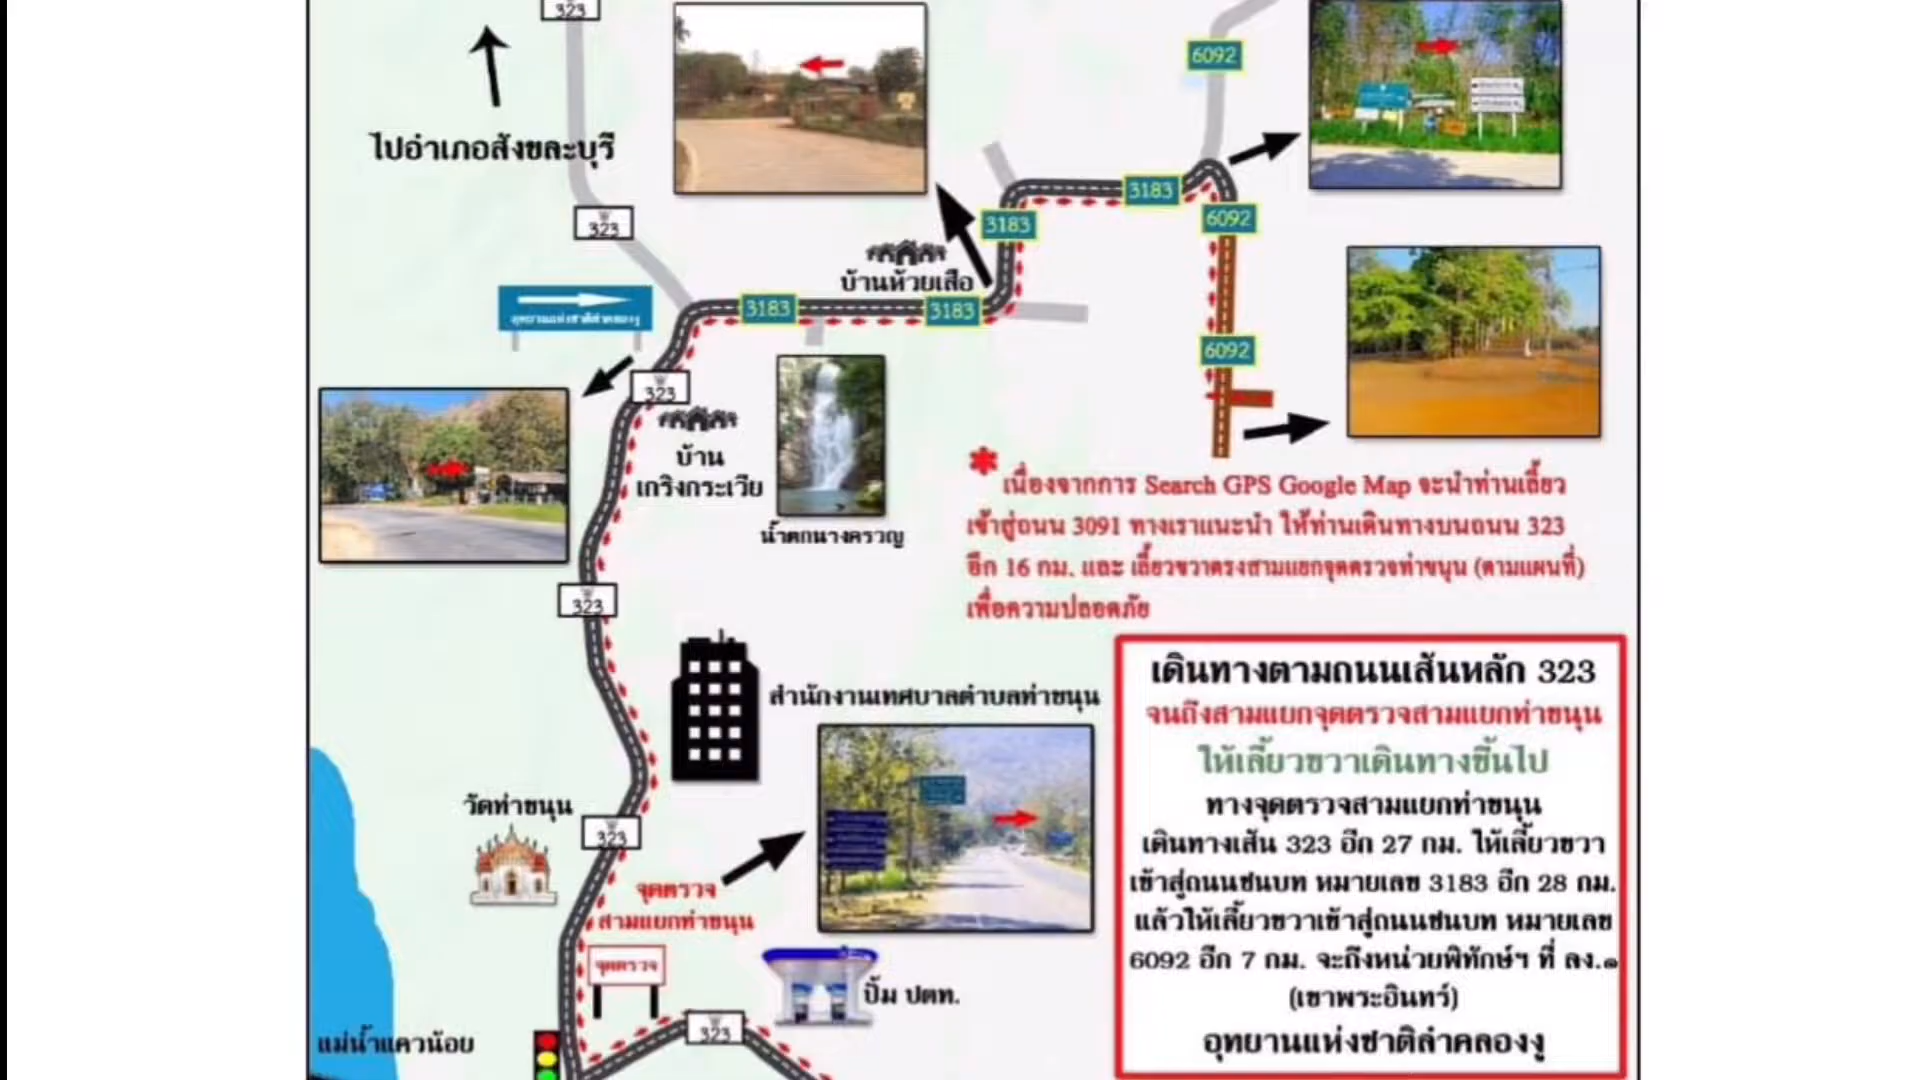 323
6092
ไปอำเภอสังขละบุรี
3183
323
3183
6092
บ้านห้วยเสือ
3183
3183
อุทยานแห่งชาติลำคลองงู
6092
323
บ้าน
เกริงกระเวีย
น้ำตกนางครวญ
* เนื่องจากการ Search GPS Google Map จะนำท่านเลี้ยว
เข้าสู่ถนน 3091 ทางเราแนะนำ ให้ท่านเดินทางบนถนน 323
อีก 16 กม. และ เลี้ยวขวาตรงสามแยกจุดตรวจท่าขนุน (ตามแผนที่)
เพื่อความปลอดภัย
323
สำนักงานเทศบาลตำบลท่าขนุน
วัดท่าขนุน
323
จุดตรวจ
สามแยกท่าขนุน
จุดตรวจ
ปั๊ม ปตท.
323
แม่น้ำแควน้อย
เดินทางตามถนนเส้นหลัก 323
จนถึงสามแยกจุดตรวจสามแยกท่าขนุน
ให้เลี้ยวขวาเดินทางขึ้นไป
ทางจุดตรวจสามแยกท่าขนุน
เดินทางเส้น 323 อีก 27 กม. ให้เลี้ยวขวา
เข้าสู่ถนนชนบท หมายเลข 3183 อีก 28 กม.
แล้วให้เลี้ยวขวาเข้าสู่ถนนชนบท หมายเลข
6092 อีก 7 กม. จะถึงหน่วยพิทักษ์ฯ ที่ ลง.๑
(เขาพระอินทร์)
อุทยานแห่งชาติลำคลองงู